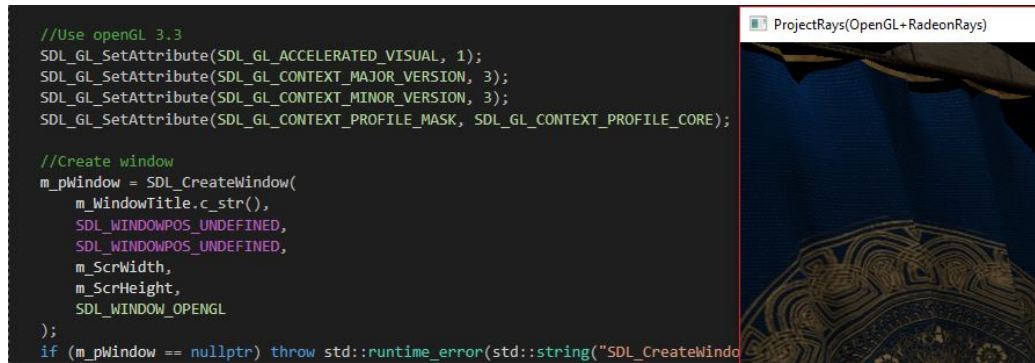 //Use openGL 3.3
SDL_GL_SetAttribute(SDL_GL_ACCELERATED_VISUAL, 1);
SDL_GL_SetAttribute(SDL_GL_CONTEXT_MAJOR_VERSION, 3);
SDL_GL_SetAttribute(SDL_GL_CONTEXT_MINOR_VERSION, 3);
SDL_GL_SetAttribute(SDL_GL_CONTEXT_PROFILE_MASK, SDL_GL_CONTEXT_PROFILE_CORE);
//Create window
m_pWindow = SDL_CreateWindow(
m_WindowTitle.c_str(),
SDL_WINDOWPOS_UNDEFINED,
SDL_WINDOWPOS_UNDEFINED,
m_ScrWidth,
m_ScrHeight,
SDL_WINDOW_OPENGL
);
if (m_pWindow == nullptr) throw std::runtime_error(std::string("SDL_CreateWindo
ProjectRays(OpenGL+RadeonRays)